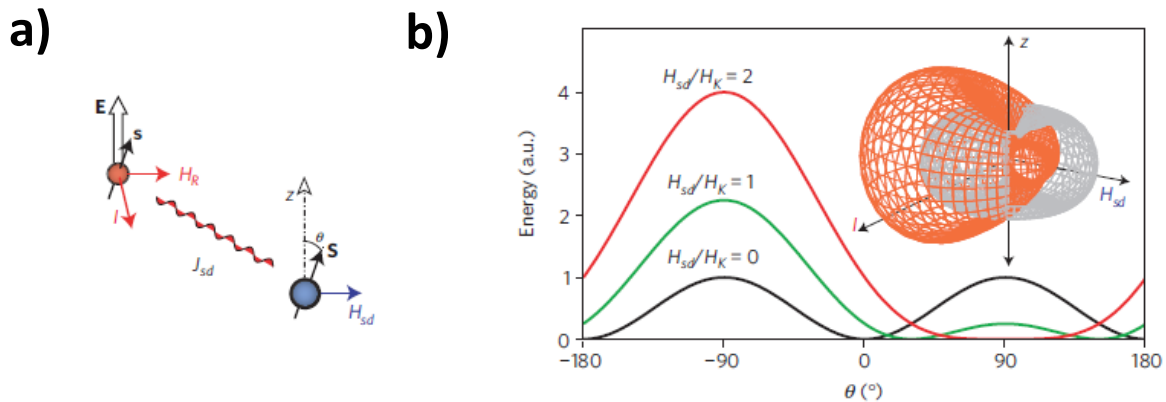 a)
E
s
H_R
I
J_sd
z
θ
S
H_sd
b)
Energy (a.u.)
4
3
2
1
0
H_sd/H_K = 2
H_sd/H_K = 1
H_sd/H_K = 0
z
I
H_sd
−180
−90
0
90
180
θ (°)